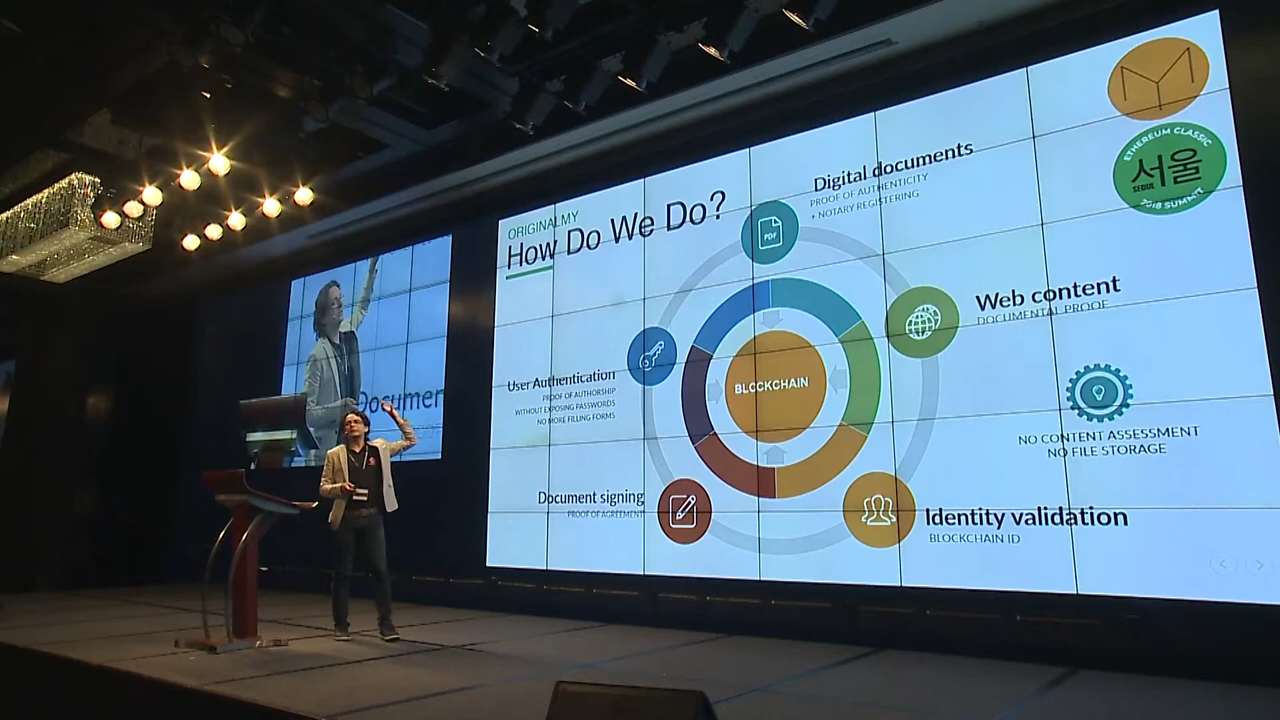 ORIGINALMY
How Do We Do?
Digital documents
PROOF OF AUTHENTICITY
+ NOTARY REGISTERING
PDF
ETHEREUM CLASSIC
서울
SEOUL
2018 SUMMIT
Web content
DOCUMENTAL PROOF
User Authentication
PROOF OF AUTHORSHIP
WITHOUT EXPOSING PASSWORDS
NO MORE FILLING FORMS
BLOCKCHAIN
NO CONTENT ASSESSMENT
NO FILE STORAGE
Document signing
PROOF OF AGREEMENT
Identity validation
BLOCKCHAIN ID
Documen